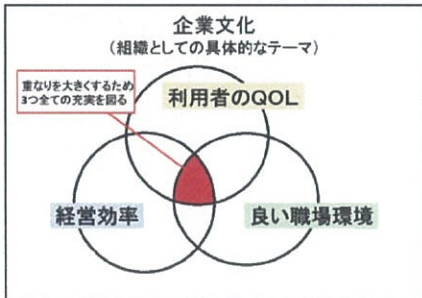 企業文化
(組織としての具体的なテーマ)
重なりを大きくするため
3つ全ての充実を図る
利用者のQOL
経営効率
良い職場環境